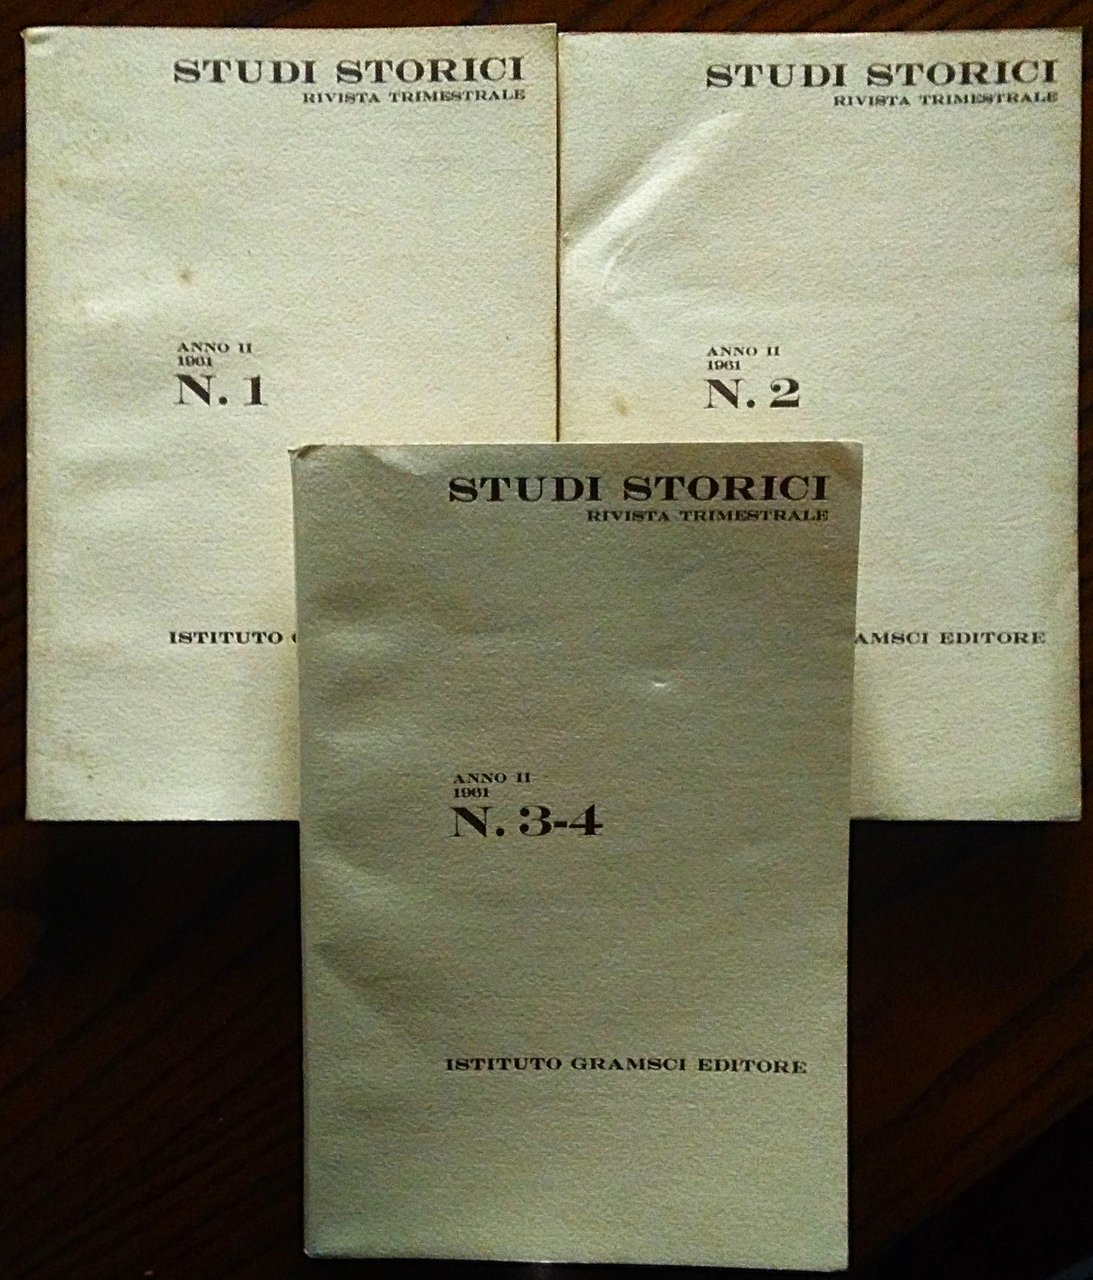 STUDI STORICI
RIVISTA TRIMESTRALE
ANNO II
1961
N. 1
ISTITUTO
STUDI STORICI
RIVISTA TRIMESTRALE
ANNO II
1961
N. 2
AMSCI EDITORE
STUDI STORICI
RIVISTA TRIMESTRALE
ANNO II
1961
N. 3-4
ISTITUTO GRAMSCI EDITORE